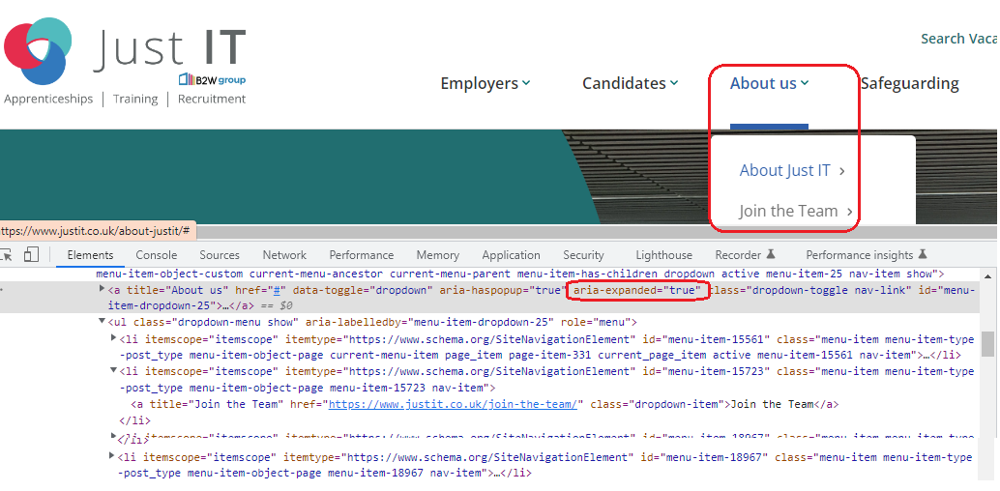 Just IT
B2W group
Apprenticeships | Training | Recruitment
Search Vaca
Employers
Candidates
About us
Safeguarding
About Just IT
Join the Team
ttps://www.justit.co.uk/about-justit/#
Elements Console Sources Network Performance Memory Application Security Lighthouse Recorder Performance insights
menu-item-object-custom current-menu-ancestor current-menu-parent menu-item-has-children dropdown active menu-item-25 nav-item show">
<a title="About us" href="#" data-toggle="dropdown" aria-haspopup="true" aria-expanded="true" class="dropdown-toggle nav-link" id="menu-
item-dropdown-25">…</a> == $0
<ul class="dropdown-menu show" aria-labelledby="menu-item-dropdown-25" role="menu">
<li itemscope="itemscope" itemtype="https://www.schema.org/SiteNavigationElement" id="menu-item-15561" class="menu-item menu-item-type
-post_type menu-item-object-page current-menu-item page_item page-item-331 current_page_item active menu-item-15561 nav-item">…</li>
<li itemscope="itemscope" itemtype="https://www.schema.org/SiteNavigationElement" id="menu-item-15723" class="menu-item menu-item-type
-post_type menu-item-object-page menu-item-15723 nav-item">
<a title="Join the Team" href="https://www.justit.co.uk/join-the-team/" class="dropdown-item">Join the Team</a>
</li>
<li itemscope="itemscope" itemtype="https://www.schema.org/SiteNavigationElement" id="menu-item-18967" class="menu-item menu-item-type
-post_type menu-item-object-page menu-item-18967 nav-item">…</li>